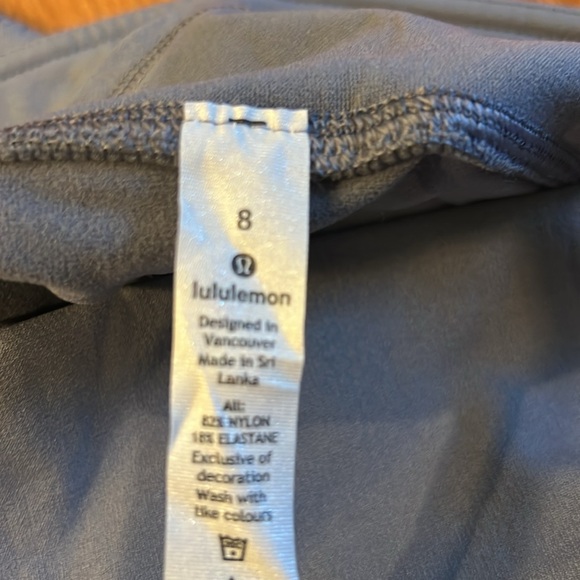 8
lululemon
Designed in
Vancouver
Made in Sri
Lanka
All:
82% NYLON
18% ELASTANE
Exclusive of
decoration
Wash with
like colours